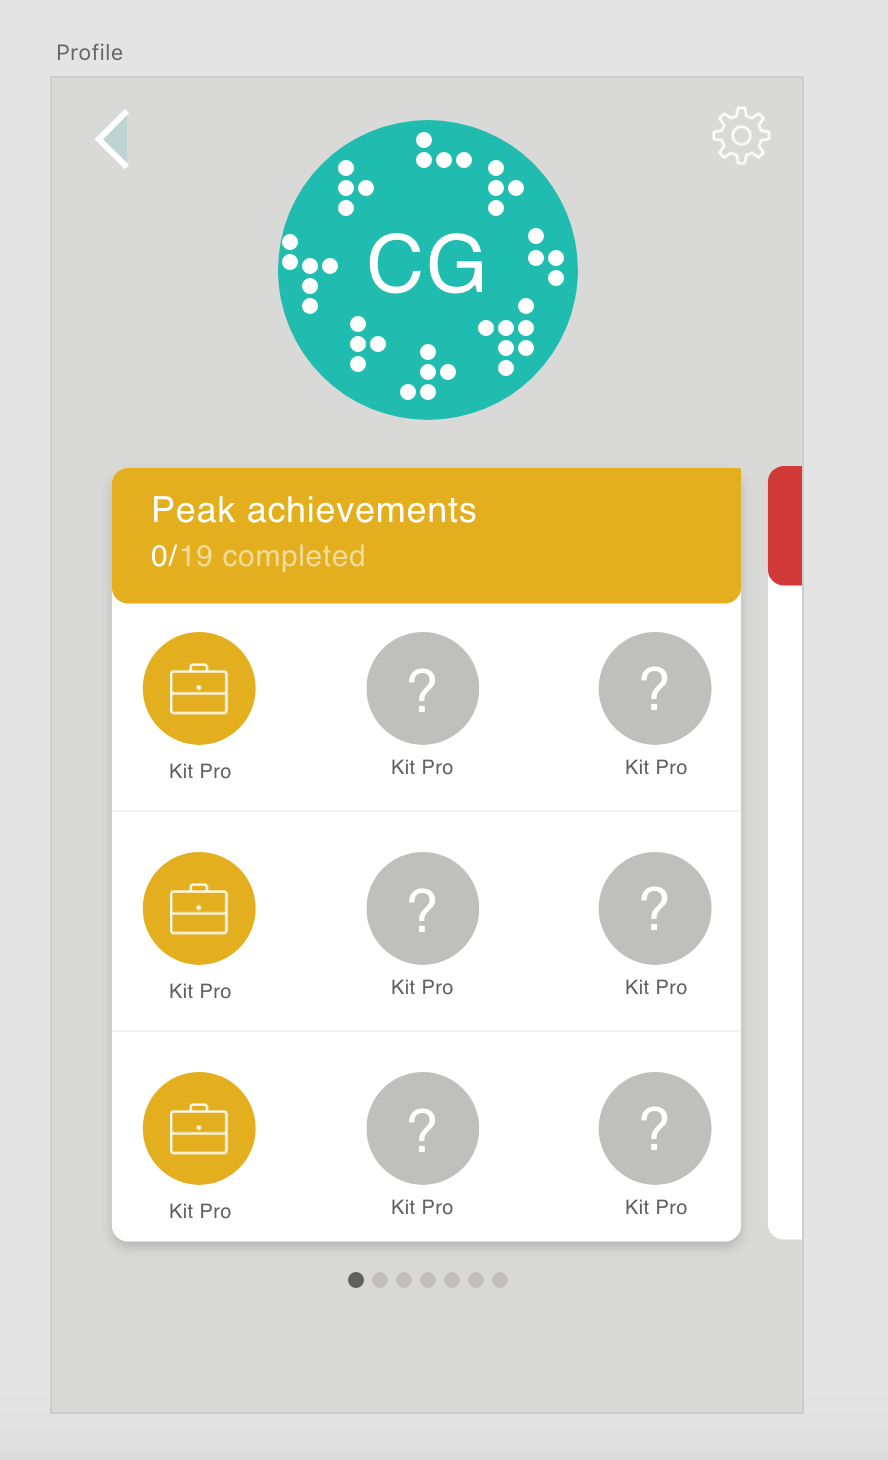 Profile
CG
Peak achievements
0/19 completed
? ?
Kit Pro Kit Pro Kit Pro
? ?
Kit Pro Kit Pro Kit Pro
? ?
Kit Pro Kit Pro Kit Pro